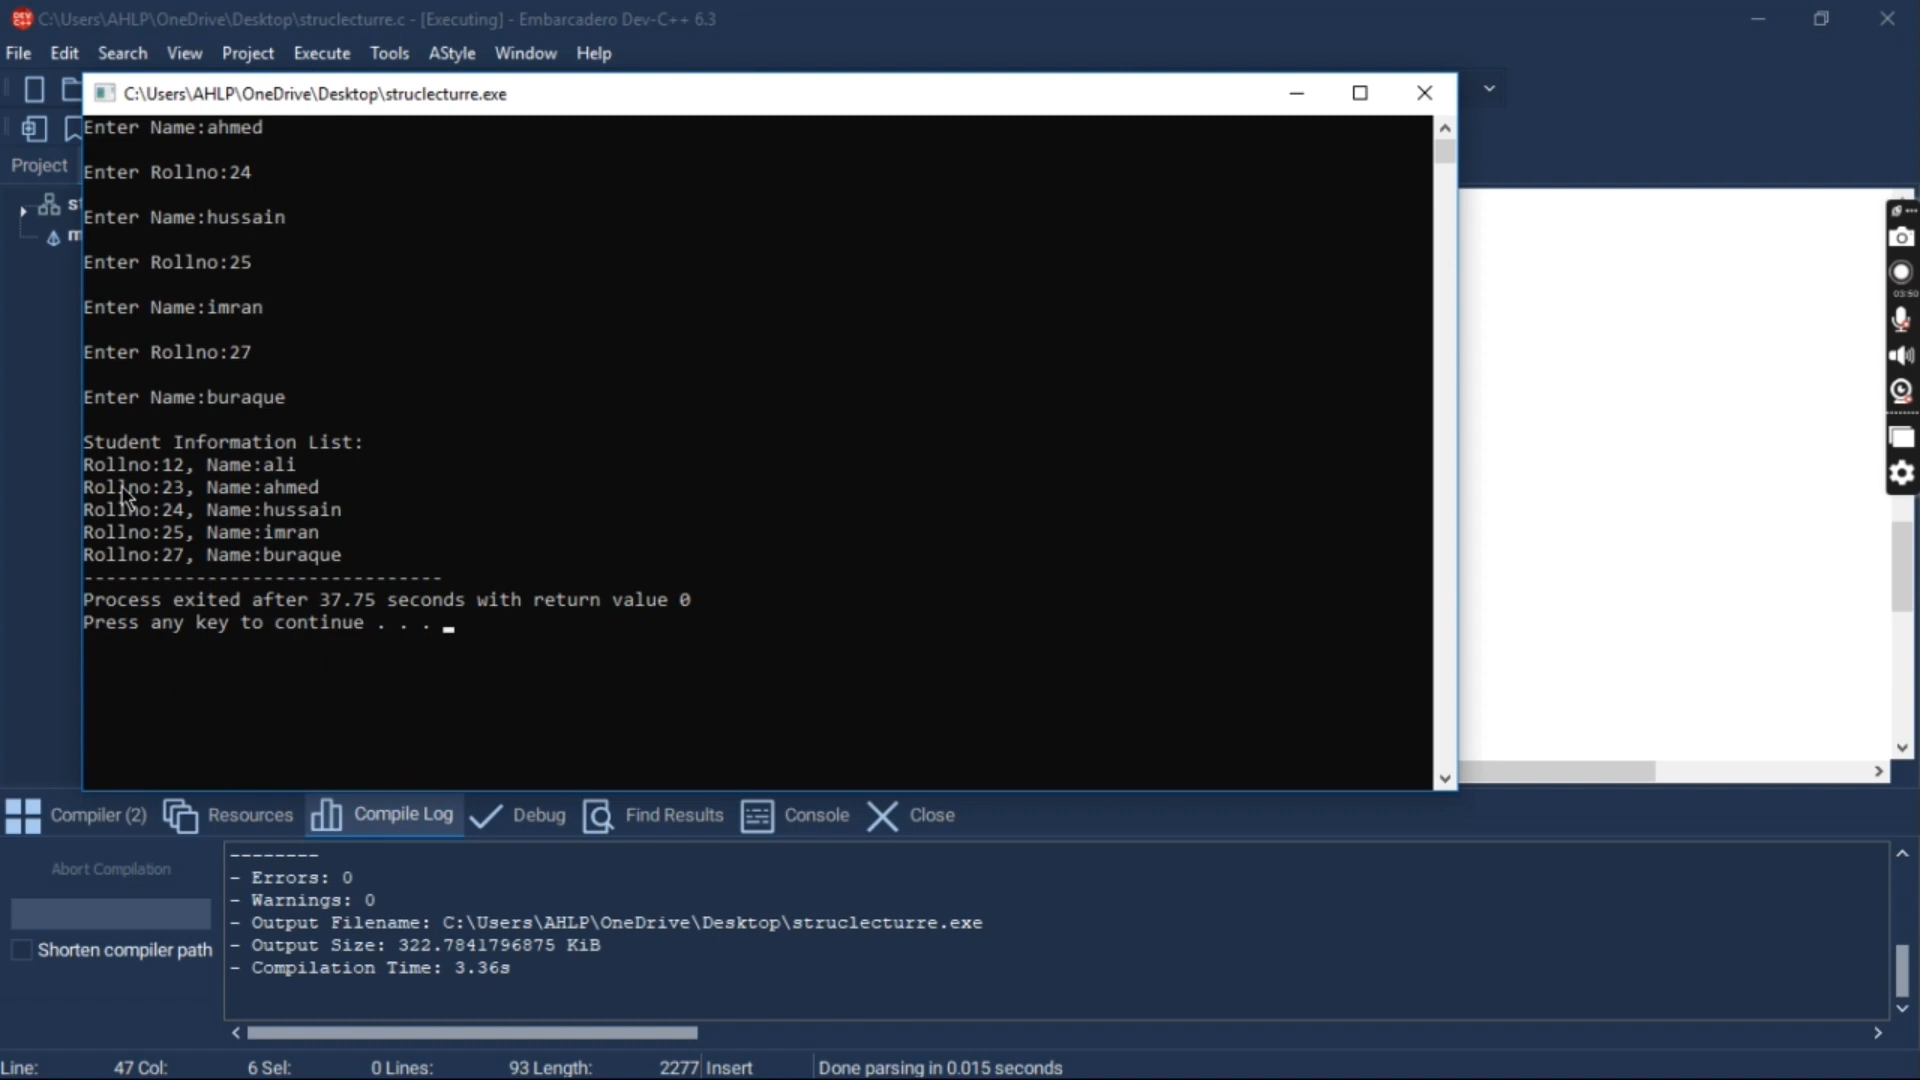 C:\Users\AHLP\OneDrive\Desktop\struclecturre.c - [Executing] - Embarcadero Dev-C++ 6.3
File Edit Search View Project Execute Tools AStyle Window Help
C:\Users\AHLP\OneDrive\Desktop\struclecturre.exe
Enter Name:ahmed
Enter Rollno:24
Enter Name:hussain
Enter Rollno:25
Enter Name:imran
Enter Rollno:27
Enter Name:buraque
Student Information List:
Rollno:12, Name:ali
Rollno:23, Name:ahmed
Rollno:24, Name:hussain
Rollno:25, Name:imran
Rollno:27, Name:buraque
--------------------------------
Process exited after 37.75 seconds with return value 0
Press any key to continue . . .
Project
03:50
Compiler (2) Resources Compile Log Debug Find Results Console Close
Abort Compilation
Shorten compiler path
--------
- Errors: 0
- Warnings: 0
- Output Filename: C:\Users\AHLP\OneDrive\Desktop\struclecturre.exe
- Output Size: 322.7841796875 KiB
- Compilation Time: 3.36s
Line: 47 Col: 6 Sel: 0 Lines: 93 Length: 2277 Insert Done parsing in 0.015 seconds